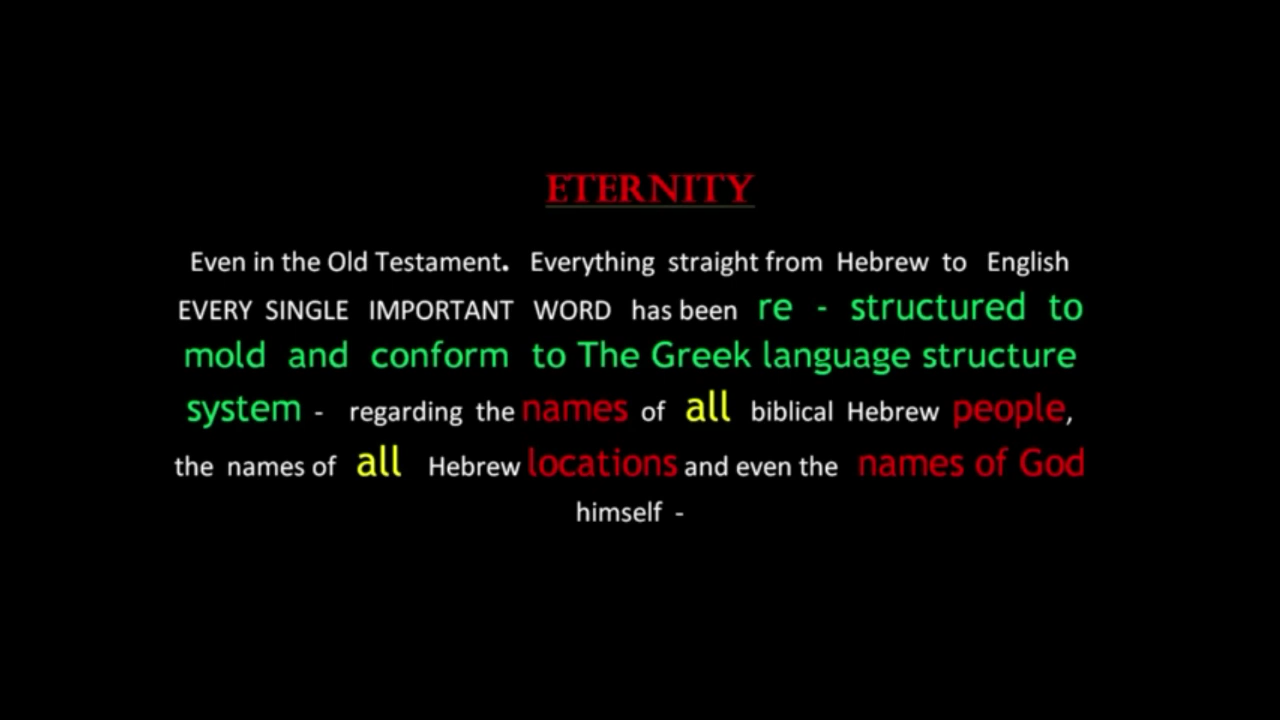 ETERNITY
Even in the Old Testament. Everything straight from Hebrew to English
EVERY SINGLE IMPORTANT WORD has been re - structured to
mold and conform to The Greek language structure
system - regarding the names of all biblical Hebrew people,
the names of all Hebrew locations and even the names of God
himself -